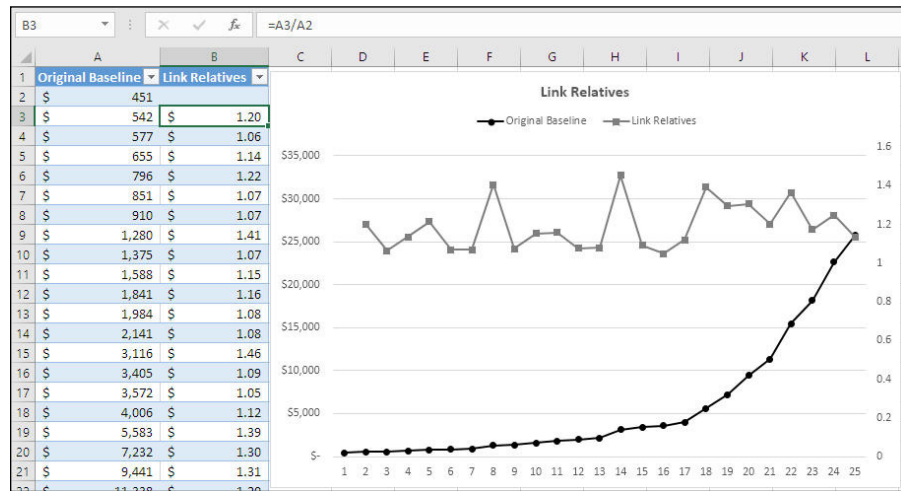 B3 fx =A3/A2
A B C D E F G H I J K L
1 Original Baseline Link Relatives
2 $ 451
3 $ 542 $ 1.20
4 $ 577 $ 1.06
5 $ 655 $ 1.14
6 $ 796 $ 1.22
7 $ 851 $ 1.07
8 $ 910 $ 1.07
9 $ 1,280 $ 1.41
10 $ 1,375 $ 1.07
11 $ 1,588 $ 1.15
12 $ 1,841 $ 1.16
13 $ 1,984 $ 1.08
14 $ 2,141 $ 1.08
15 $ 3,116 $ 1.46
16 $ 3,405 $ 1.09
17 $ 3,572 $ 1.05
18 $ 4,006 $ 1.12
19 $ 5,583 $ 1.39
20 $ 7,232 $ 1.30
21 $ 9,441 $ 1.31
Link Relatives
Original Baseline Link Relatives
$35,000
$30,000
$25,000
$20,000
$15,000
$10,000
$5,000
$-
1.6
1.4
1.2
1
0.8
0.6
0.4
0.2
0
1 2 3 4 5 6 7 8 9 10 11 12 13 14 15 16 17 18 19 20 21 22 23 24 25